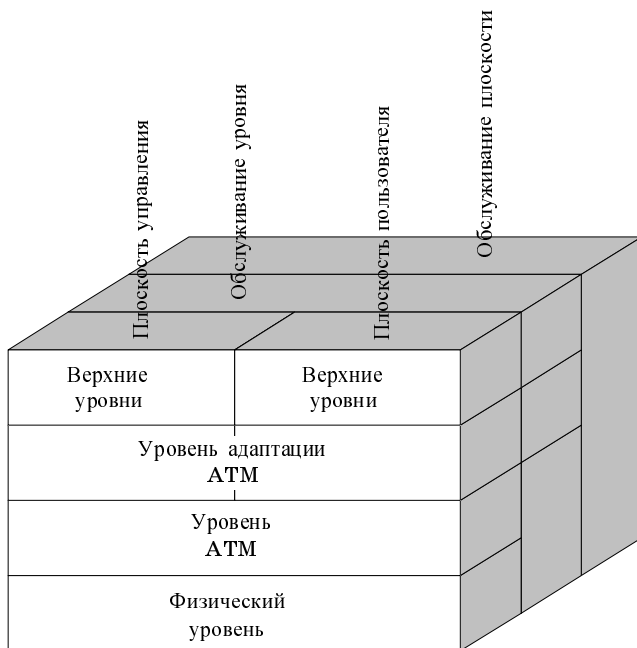 Плоскость управления
Обслуживание уровня
Плоскость пользователя
Обслуживание плоскости
Верхние
уровни
Верхние
уровни
Уровень адаптации
АТМ
Уровень
АТМ
Физический
уровень